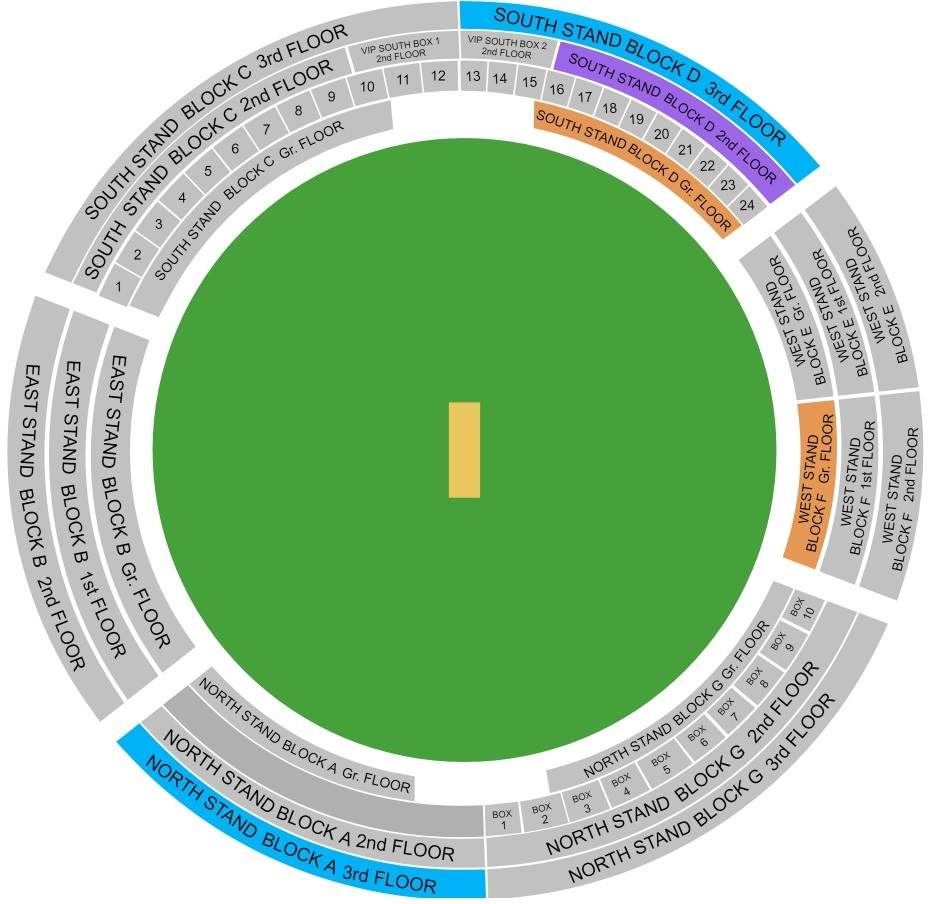 SOUTH STAND BLOCK C 3rd FLOOR
SOUTH STAND BLOCK D 3rd FLOOR
SOUTH STAND BLOCK C 2nd FLOOR
VIP SOUTH BOX 1
2nd FLOOR
VIP SOUTH BOX 2
2nd FLOOR
SOUTH STAND BLOCK D 2nd FLOOR
1
2
3
4
5
6
7
8
9
10
11
12
13
14
15
16
17
18
19
20
21
22
23
24
SOUTH STAND BLOCK C Gr. FLOOR
SOUTH STAND BLOCK D Gr. FLOOR
WEST STAND
BLOCK E Gr. FLOOR
WEST STAND
BLOCK E 1st FLOOR
WEST STAND
BLOCK E 2nd FLOOR
EAST STAND BLOCK B 2nd FLOOR
EAST STAND BLOCK B 1st FLOOR
EAST STAND BLOCK B Gr. FLOOR
WEST STAND
BLOCK F Gr. FLOOR
WEST STAND
BLOCK F 1st FLOOR
WEST STAND
BLOCK F 2nd FLOOR
NORTH STAND BLOCK A Gr. FLOOR
NORTH STAND BLOCK A 2nd FLOOR
NORTH STAND BLOCK A 3rd FLOOR
NORTH STAND BLOCK G Gr. FLOOR
BOX
1
BOX
2
BOX
3
BOX
4
BOX
5
BOX
6
BOX
7
BOX
8
BOX
9
BOX
10
NORTH STAND BLOCK G 2nd FLOOR
NORTH STAND BLOCK G 3rd FLOOR